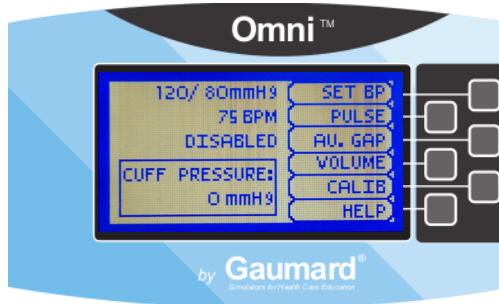 Omni™
120/80mmHg SET BP
75 BPM PULSE
DISABLED AU. GAP
VOLUME
CUFF PRESSURE: CALIB
0 mmHg HELP
by Gaumard®
Simulators for Health Care Education